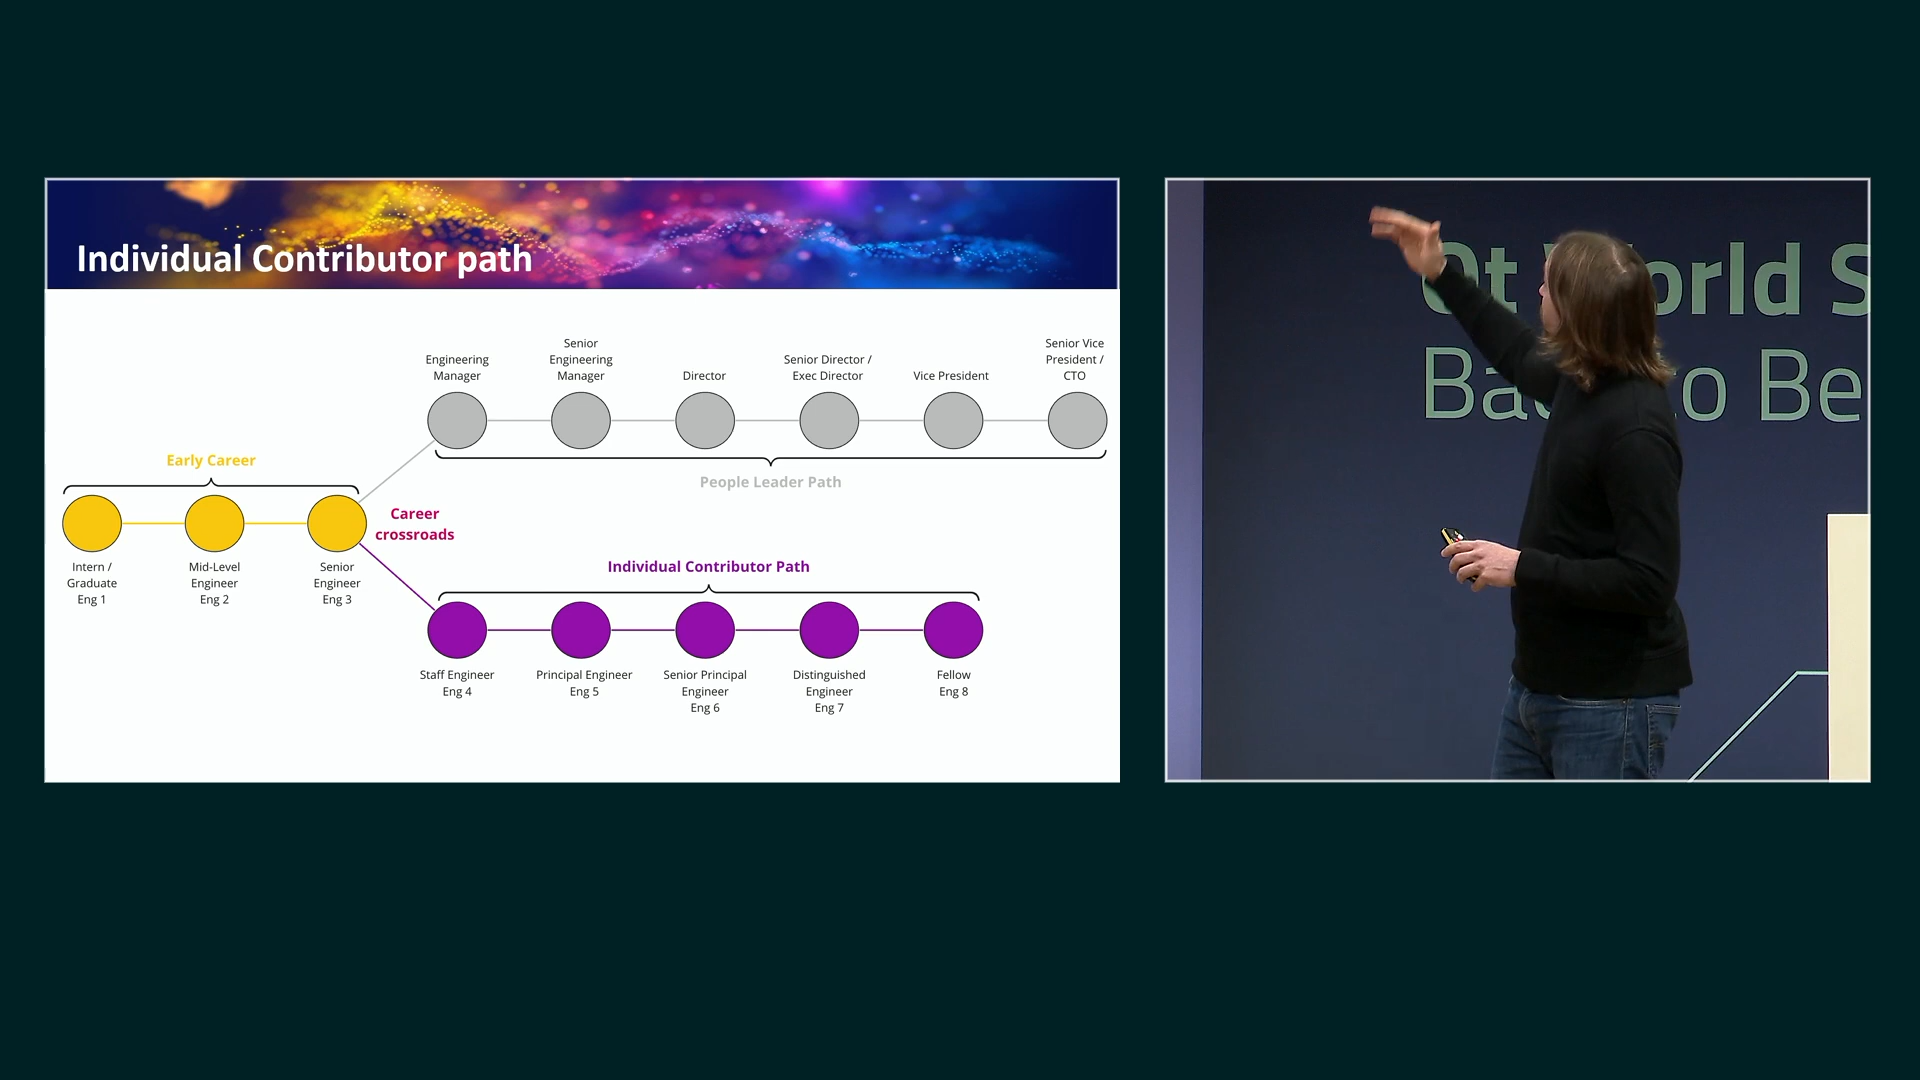 Individual Contributor path
Engineering
Manager
Senior
Engineering
Manager
Director
Senior Director /
Exec Director
Vice President
Senior Vice
President /
CTO
People Leader Path
Early Career
Intern /
Graduate
Eng 1
Mid-Level
Engineer
Eng 2
Senior
Engineer
Eng 3
Career
crossroads
Individual Contributor Path
Staff Engineer
Eng 4
Principal Engineer
Eng 5
Senior Principal
Engineer
Eng 6
Distinguished
Engineer
Eng 7
Fellow
Eng 8
Qt World S
Ba to Be